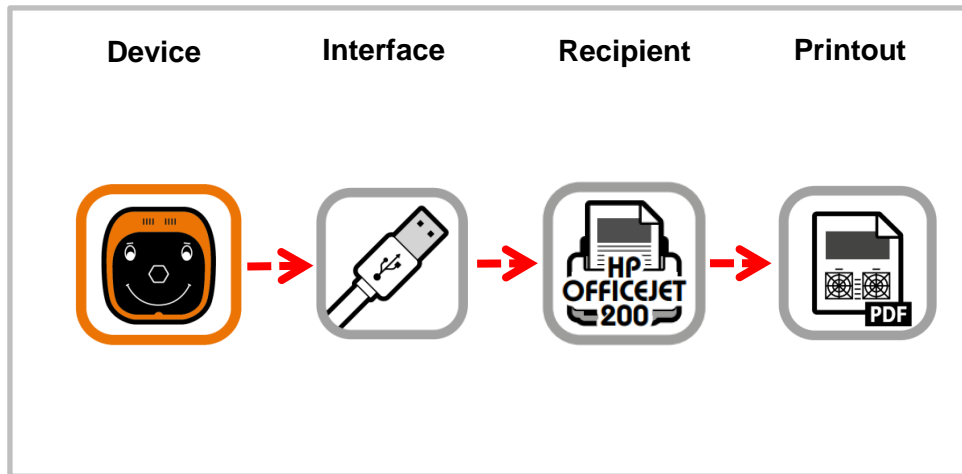 Device
Interface
Recipient
Printout
HP
OFFICEJET
200
PDF